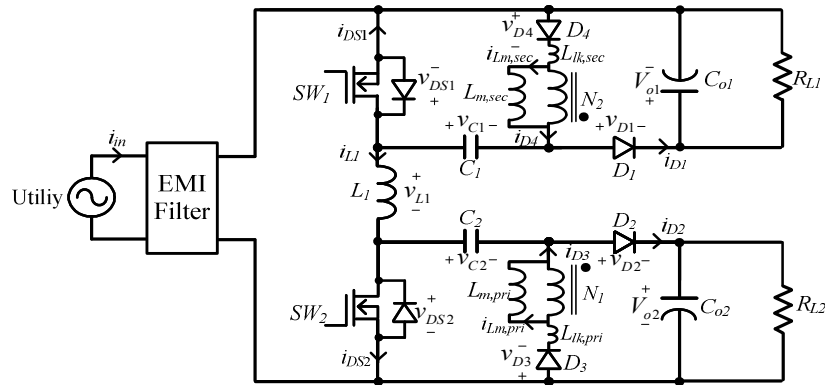 i_DS1
v_D4 + −
D_4
i_Lm,sec
L_lk,sec
SW_1
− v_DS1 +
L_m,sec
N_2
− V_o1 +
C_o1
R_L1
i_in
+ v_C1 −
i_D4
+ v_D1 −
i_L1
C_1
D_1
i_D1
Utiliy
EMI
Filter
L_1
+ v_L1 −
C_2
D_2
i_D2
+ v_C2 −
i_D3
+ v_D2 −
L_m,pri
N_1
SW_2
+ v_DS2 −
+ V_o2 −
C_o2
R_L2
i_Lm,pri
L_lk,pri
i_DS2
− v_D3 +
D_3